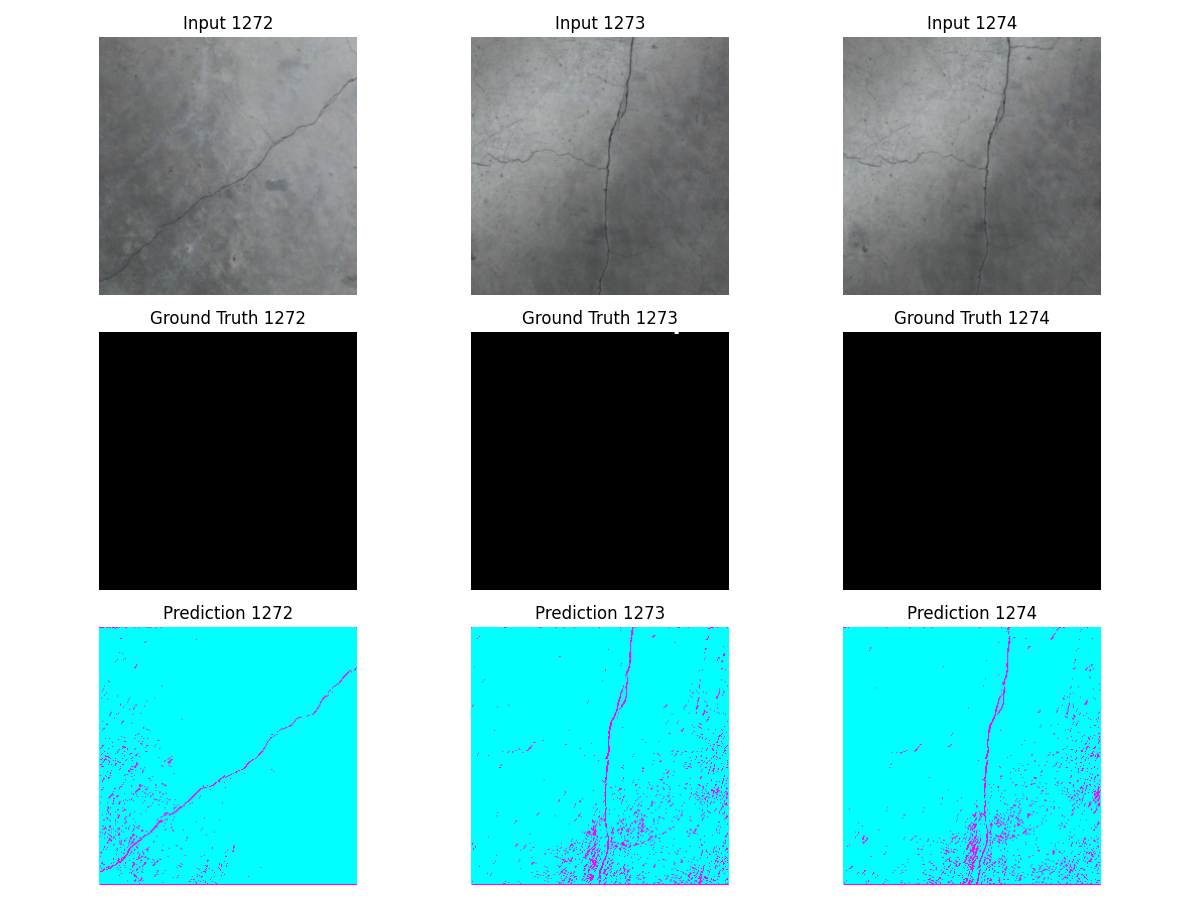 Input 1272
Input 1273
Input 1274
Ground Truth 1272
Ground Truth 1273
Ground Truth 1274
Prediction 1272
Prediction 1273
Prediction 1274